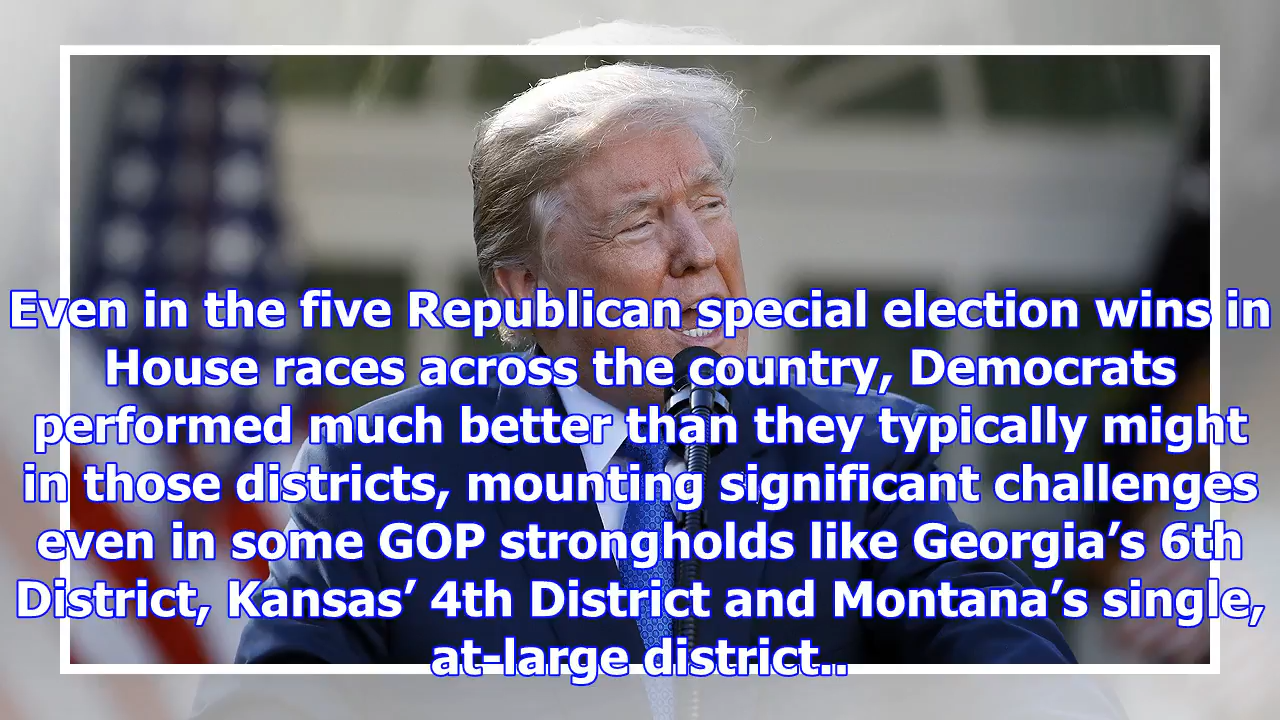 Even in the five Republican special election wins in
House races across the country, Democrats
performed much better than they typically might
in those districts, mounting significant challenges
even in some GOP strongholds like Georgia’s 6th
District, Kansas’ 4th District and Montana’s single,
at-large district..